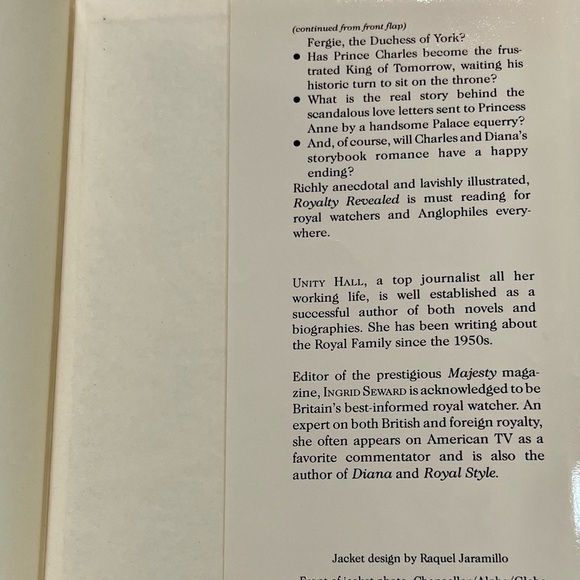 (continued from front flap)
Fergie, the Duchess of York?
● Has Prince Charles become the frus-
trated King of Tomorrow, waiting his
historic turn to sit on the throne?
● What is the real story behind the
scandalous love letters sent to Princess
Anne by a handsome Palace equerry?
● And, of course, will Charles and Diana's
storybook romance have a happy
ending?
Richly anecdotal and lavishly illustrated,
Royalty Revealed is must reading for
royal watchers and Anglophiles every-
where.
UNITY HALL, a top journalist all her
working life, is well established as a
successful author of both novels and
biographies. She has been writing about
the Royal Family since the 1950s.
Editor of the prestigious Majesty maga-
zine, INGRID SEWARD is acknowledged to be
Britain's best-informed royal watcher. An
expert on both British and foreign royalty,
she often appears on American TV as a
favorite commentator and is also the
author of Diana and Royal Style.
Jacket design by Raquel Jaramillo
Front of jacket photo